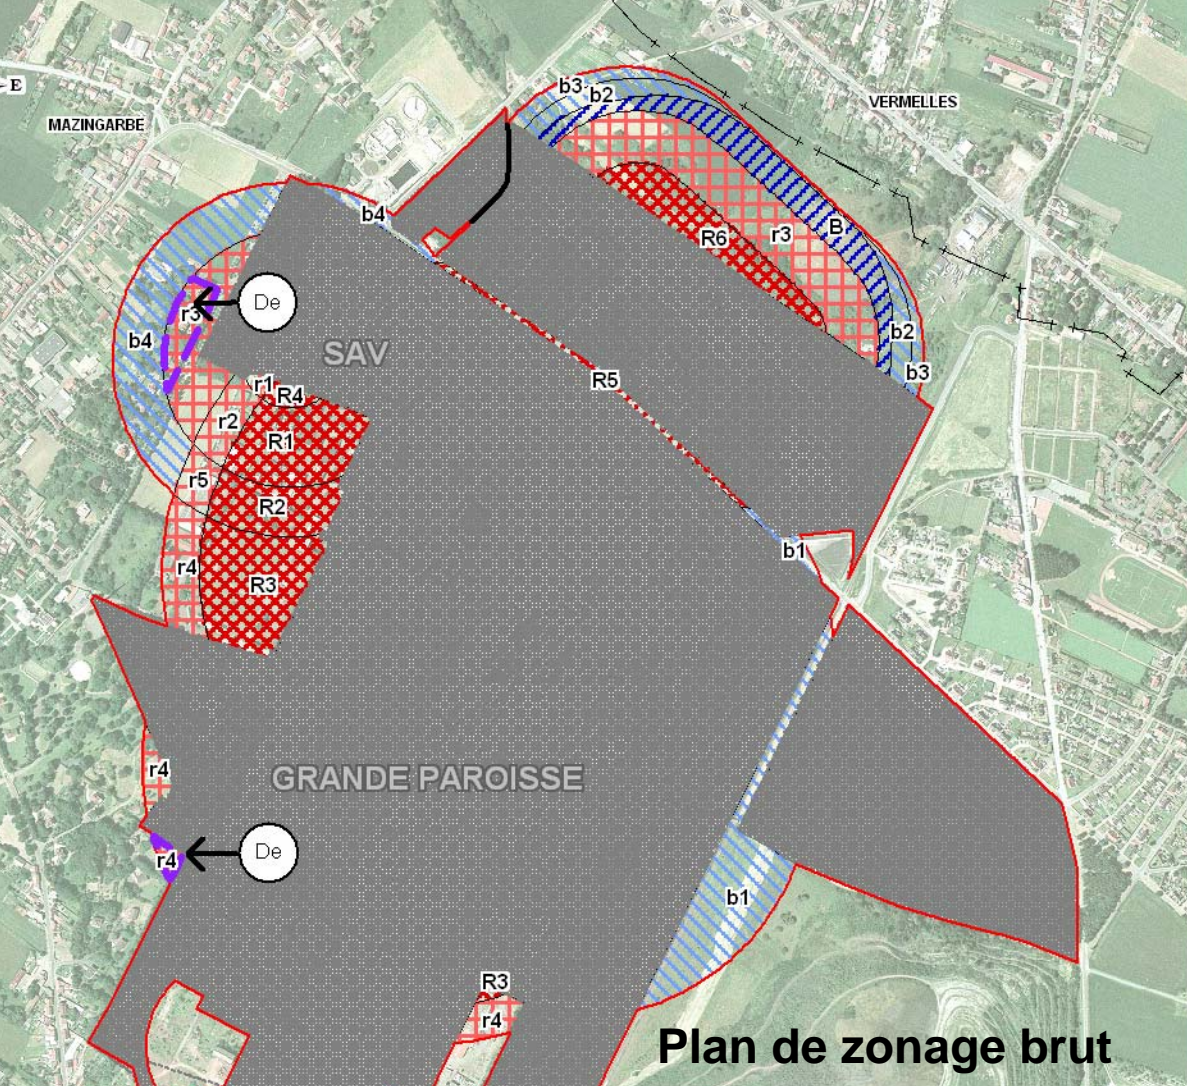 E
MAZINGARBE
VERMELLES
b3
b2
b4
B
r3
R6
De
r3
b4
b2
b3
SAV
R5
r1
R4
r2
R1
r5
R2
b1
r4
R3
r4
GRANDE PAROISSE
De
r4
b1
R3
r4
Plan de zonage brut